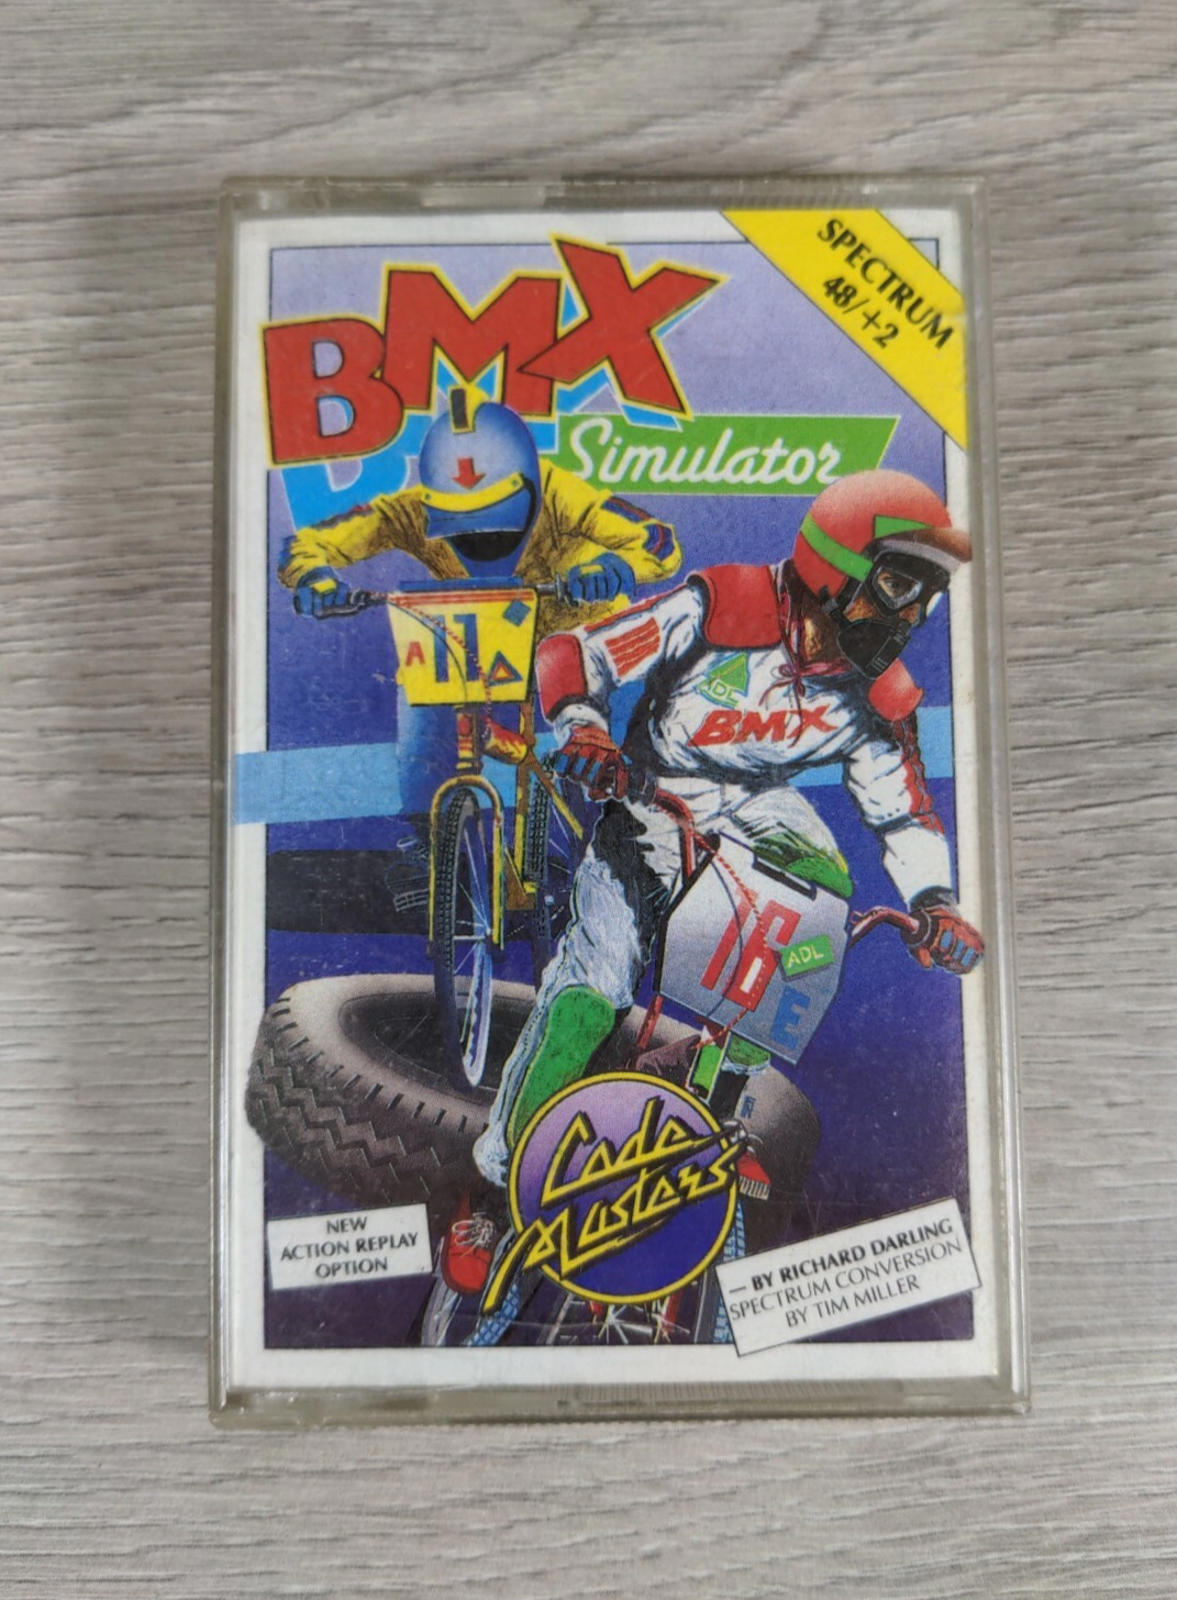 SPECTRUM
48/+2
BMX
Simulator
A 11
ADL
BMX
16
ADL
E
Code
Masters
NEW
ACTION REPLAY
OPTION
— BY RICHARD DARLING
SPECTRUM CONVERSION
BY TIM MILLER